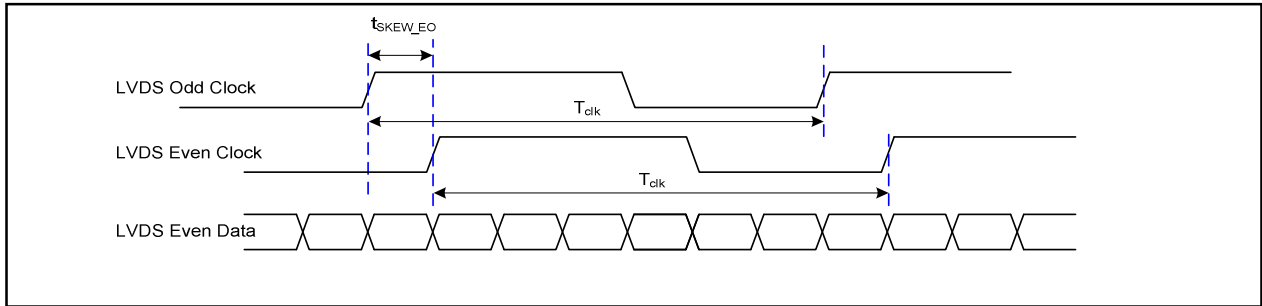 tSKEW_EO
LVDS Odd Clock
Tclk
LVDS Even Clock
Tclk
LVDS Even Data